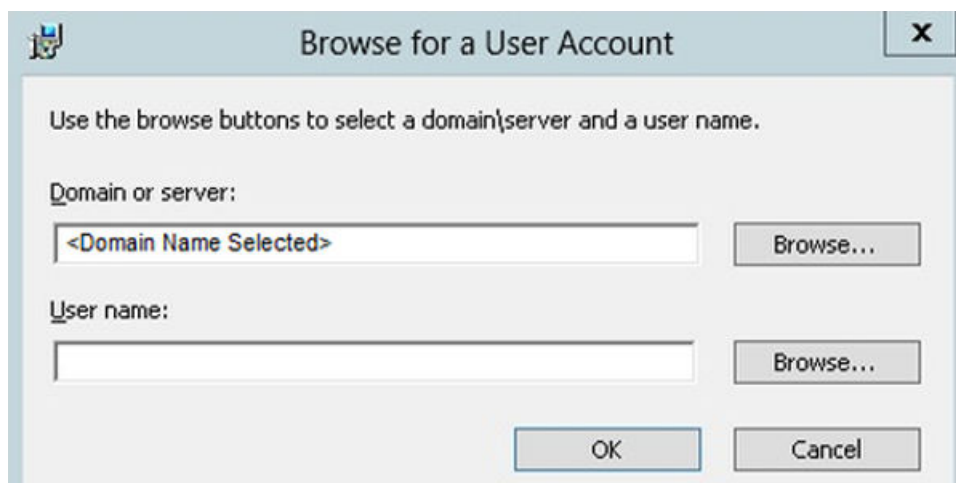 Browse for a User Account
x
Use the browse buttons to select a domain\server and a user name.
Domain or server:
<Domain Name Selected>
Browse...
User name:
Browse...
OK
Cancel